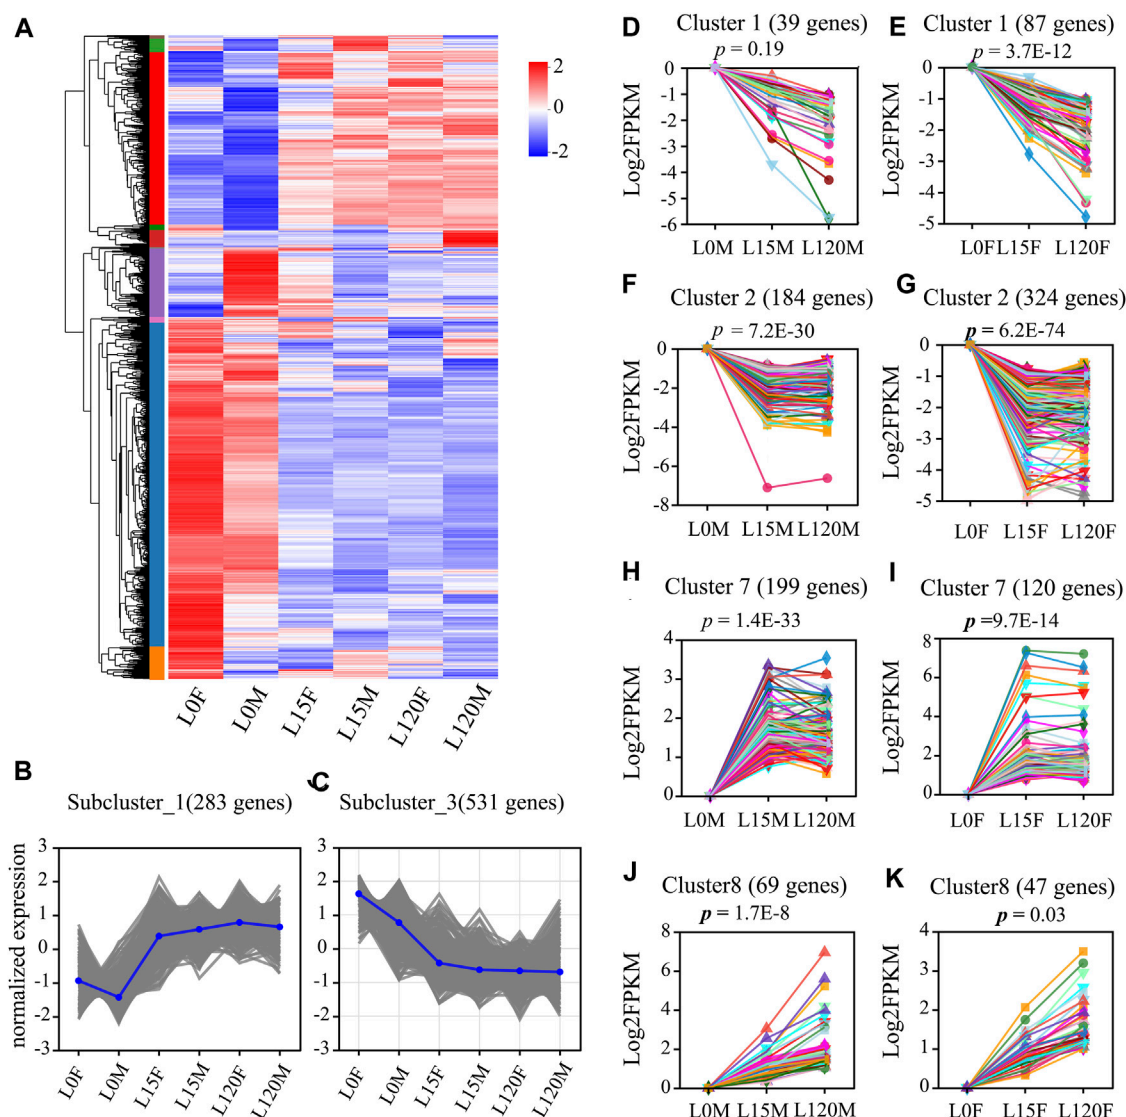 A
2
0
-2
L0F
L0M
L15F
L15M
L120F
L120M
B
Subcluster_1(283 genes)
normalized expression
3
2
1
0
-1
-2
-3
L0F
L0M
L15F
L15M
L120F
L120M
C
Subcluster_3(531 genes)
3
2
1
0
-1
-2
-3
L0F
L0M
L15F
L15M
L120F
L120M
D
Cluster 1 (39 genes)
p = 0.19
Log2FPKM
0
-1
-2
-3
-4
-5
-6
L0M L15M L120M
E
Cluster 1 (87 genes)
p = 3.7E-12
Log2FPKM
0
-1
-2
-3
-4
-5
L0F L15F L120F
F
Cluster 2 (184 genes)
p = 7.2E-30
Log2FPKM
0
-2
-4
-6
-8
L0M L15M L120M
G
Cluster 2 (324 genes)
p = 6.2E-74
Log2FPKM
0
-1
-2
-3
-4
-5
L0F L15F L120F
H
Cluster 7 (199 genes)
p = 1.4E-33
Log2FPKM
4
3
2
1
0
L0M L15M L120M
I
Cluster 7 (120 genes)
p =9.7E-14
Log2FPKM
8
6
4
2
0
L0F L15F L120F
J
Cluster8 (69 genes)
p = 1.7E-8
Log2FPKM
8
6
4
2
0
L0M L15M L120M
K
Cluster8 (47 genes)
p = 0.03
Log2FPKM
4
3
2
1
0
L0F L15F L120F